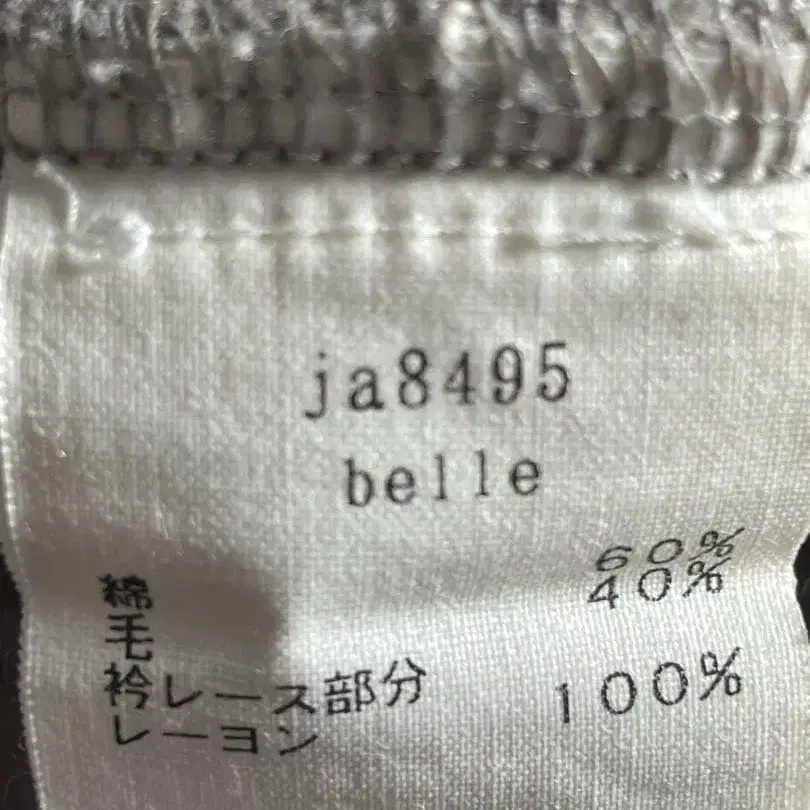 ja8495
belle
綿 60%
毛 40%
衿レース部分
レーヨン 100%